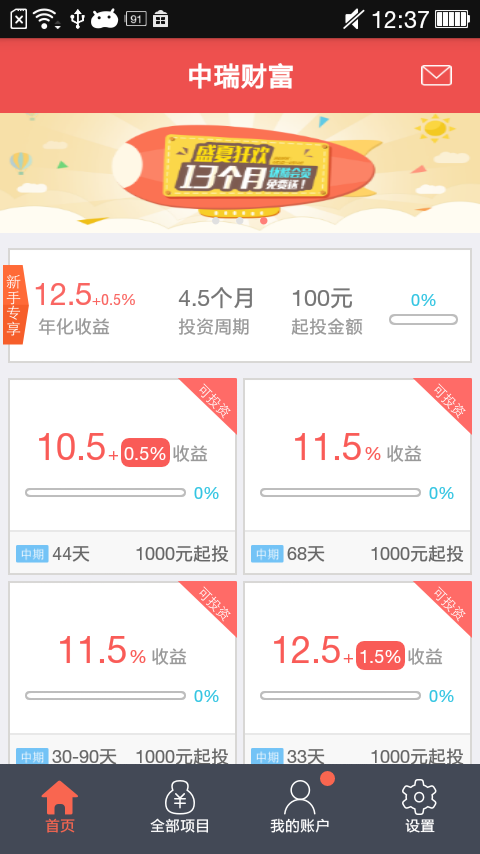 91
12:37
中瑞财富
盛夏狂欢
13个月
优酷会员
免费送!
新手专享
12.5+0.5%
4.5个月
100元
0%
年化收益
投资周期
起投金额
可投资
10.5+0.5%收益
0%
中期 44天 1000元起投
可投资
11.5% 收益
0%
中期 68天 1000元起投
可投资
11.5% 收益
0%
中期 30-90天 1000元起投
可投资
12.5+1.5%收益
0%
中期 33天 1000元起投
首页
全部项目
我的账户
设置